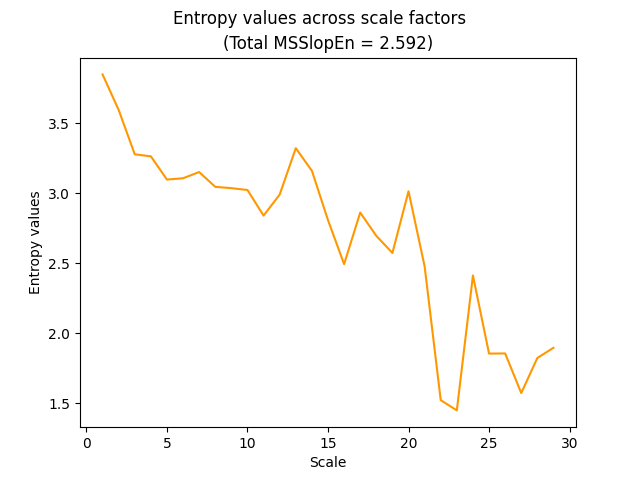 Entropy values across scale factors
(Total MSSlopEn = 2.592)
3.5
3.0
2.5
2.0
1.5
Entropy values
0 5 10 15 20 25 30
Scale